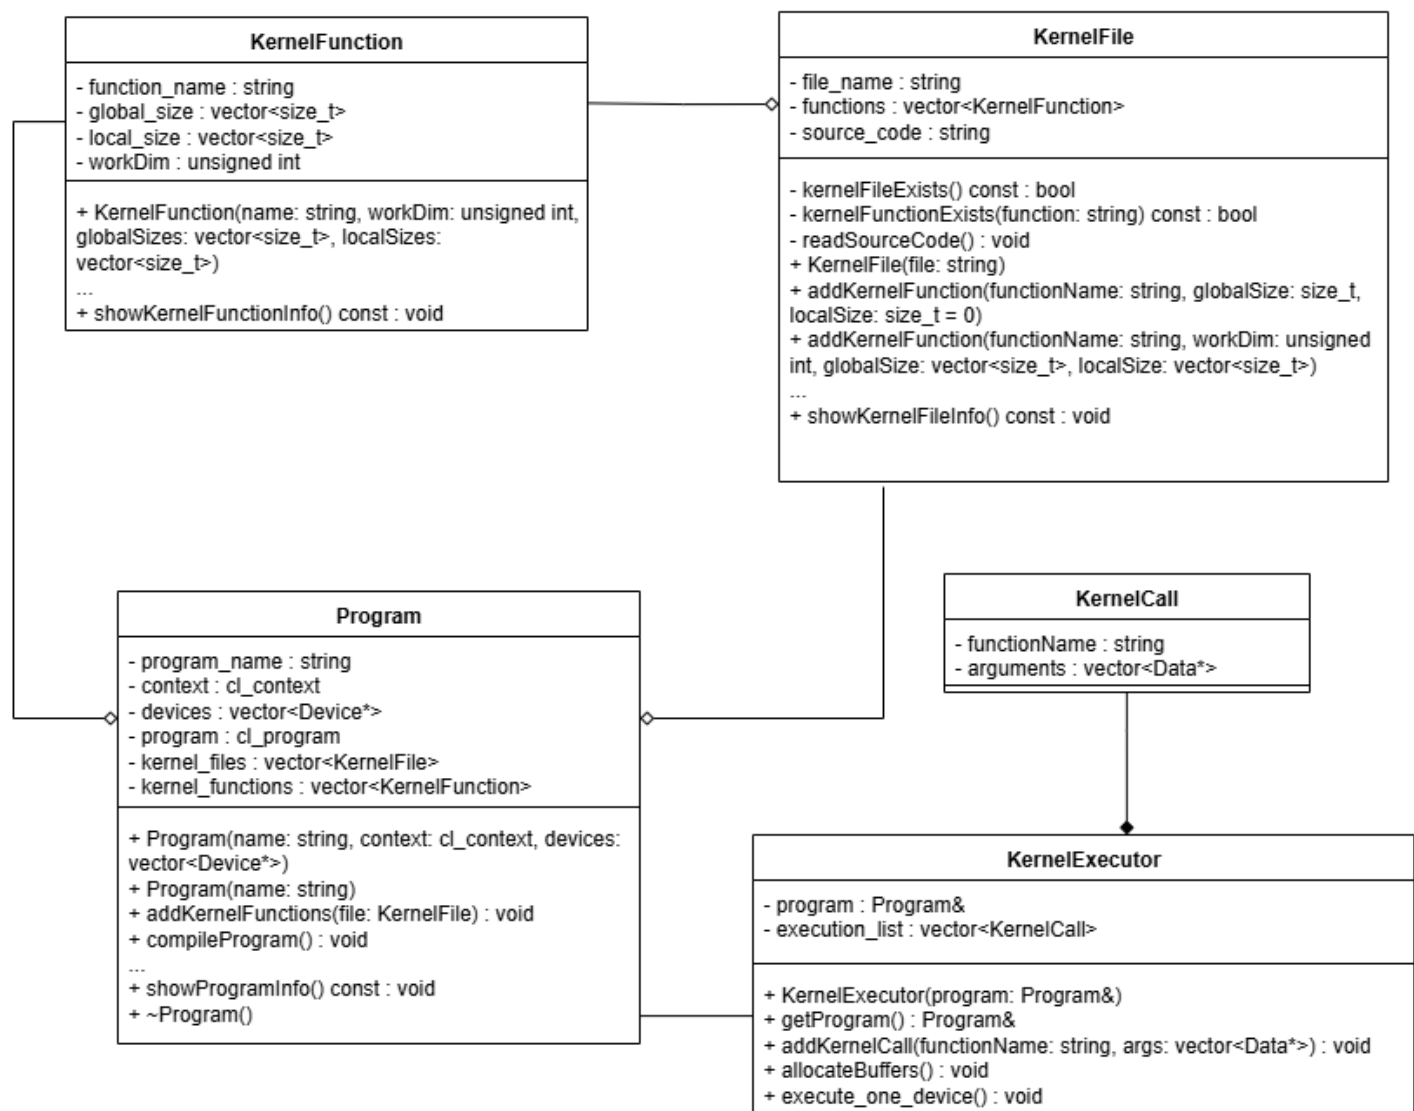 KernelFunction
- function_name : string
- global_size : vector<size_t>
- local_size : vector<size_t>
- workDim : unsigned int
+ KernelFunction(name: string, workDim: unsigned int,
globalSizes: vector<size_t>, localSizes:
vector<size_t>)
...
+ showKernelFunctionInfo() const : void
KernelFile
- file_name : string
- functions : vector<KernelFunction>
- source_code : string
- kernelFileExists() const : bool
- kernelFunctionExists(function: string) const : bool
- readSourceCode() : void
+ KernelFile(file: string)
+ addKernelFunction(functionName: string, globalSize: size_t,
localSize: size_t = 0)
+ addKernelFunction(functionName: string, workDim: unsigned
int, globalSize: vector<size_t>, localSize: vector<size_t>)
...
+ showKernelFileInfo() const : void
Program
- program_name : string
- context : cl_context
- devices : vector<Device*>
- program : cl_program
- kernel_files : vector<KernelFile>
- kernel_functions : vector<KernelFunction>
+ Program(name: string, context: cl_context, devices:
vector<Device*>)
+ Program(name: string)
+ addKernelFunctions(file: KernelFile) : void
+ compileProgram() : void
...
+ showProgramInfo() const : void
+ ~Program()
KernelCall
- functionName : string
- arguments : vector<Data*>
KernelExecutor
- program : Program&
- execution_list : vector<KernelCall>
+ KernelExecutor(program: Program&)
+ getProgram() : Program&
+ addKernelCall(functionName: string, args: vector<Data*>) : void
+ allocateBuffers() : void
+ execute_one_device() : void